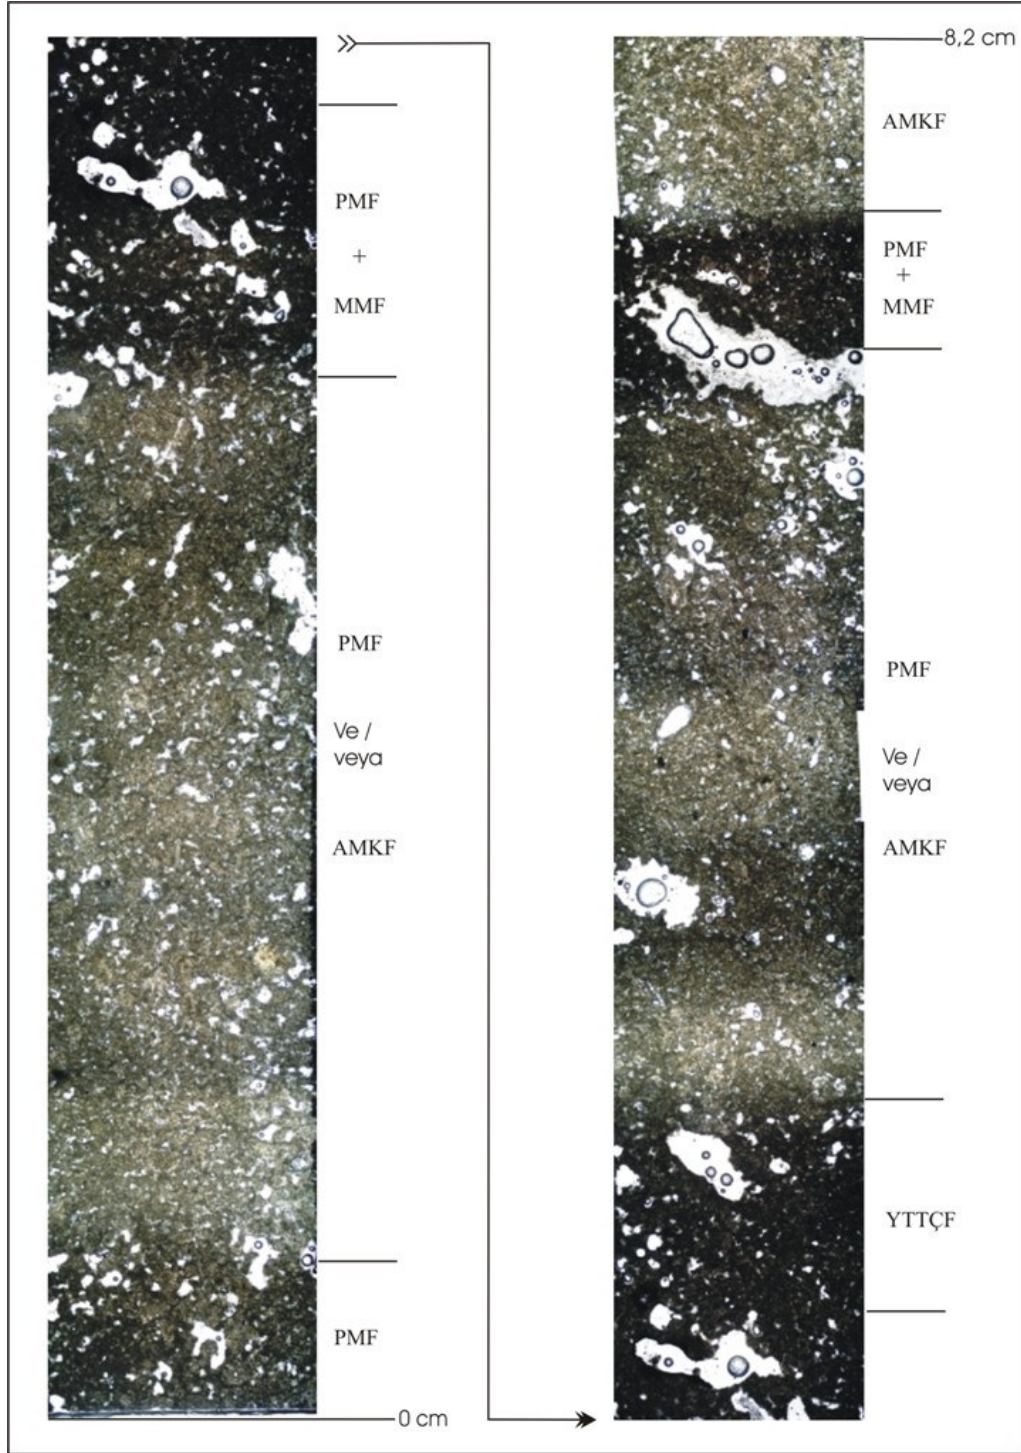 PMF
+
MMF
PMF
Ve /
veya
AMKF
PMF
0 cm
8,2 cm
AMKF
PMF
+
MMF
PMF
Ve /
veya
AMKF
YTTÇF